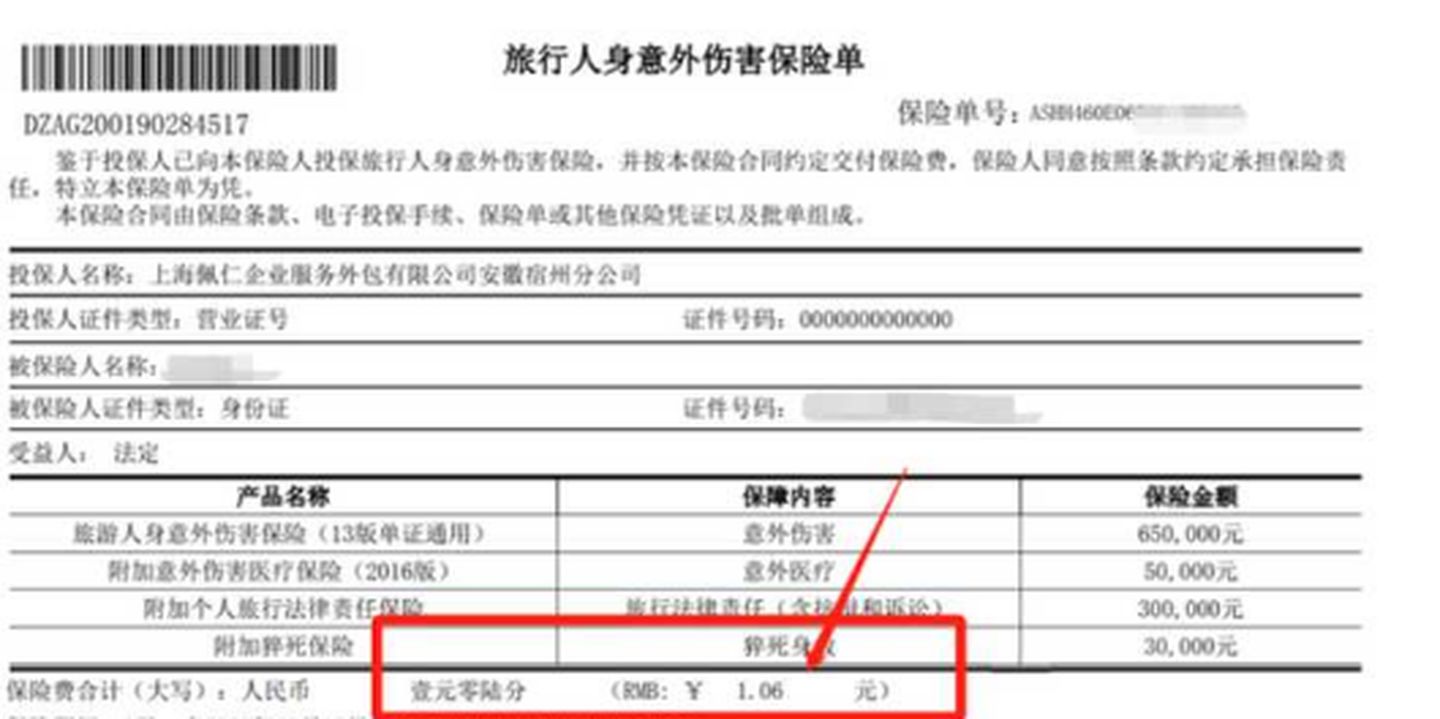 旅行人身意外伤害保险单
保险单号：ASHH460E06
DZAG200190284517
鉴于投保人已向本保险人投保旅行人身意外伤害保险，并按本保险合同约定交付保险费，保险人同意按照条款约定承担保险责
任，特立本保险单为凭。
本保险合同由保险条款、电子投保手续、保险单或其他保险凭证以及批单组成。
投保人名称：上海佩仁企业服务外包有限公司安徽宿州分公司
投保人证件类型：营业证号 证件号码：0000000000000
被保险人名称：
被保险人证件类型：身份证 证件号码：
受益人： 法定
产品名称 保障内容 保险金额
旅游人身意外伤害保险（13版单证通用） 意外伤害 650,000元
附加意外伤害医疗保险（2016版） 意外医疗 50,000元
附加个人旅行法律责任保险 旅行法律责任（含 和诉讼） 300,000元
附加猝死保险 猝死身故 30,000元
保险费合计（大写）：人民币 壹元零陆分 （RMB: ￥ 1.06 元）